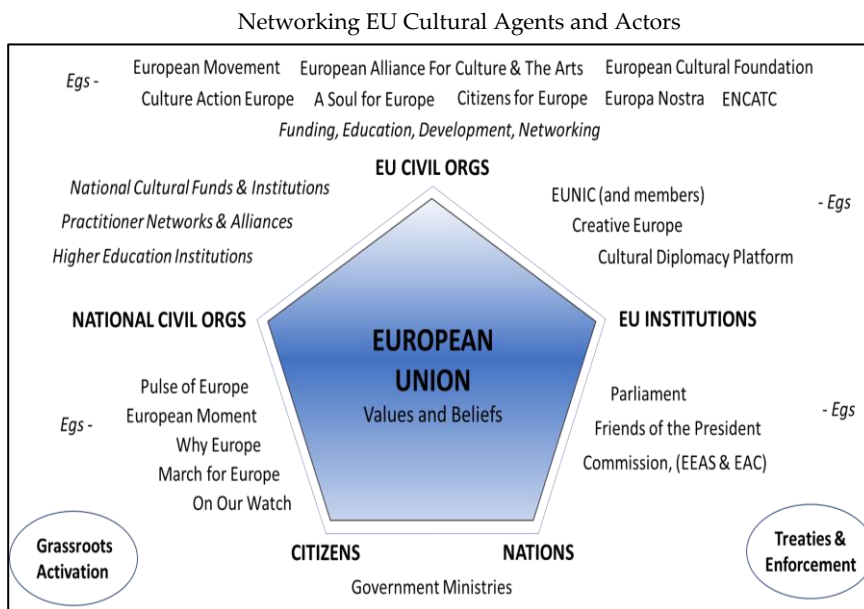 Networking EU Cultural Agents and Actors
Egs - European Movement European Alliance For Culture & The Arts European Cultural Foundation
Culture Action Europe A Soul for Europe Citizens for Europe Europa Nostra ENCATC
Funding, Education, Development, Networking
EU CIVIL ORGS
National Cultural Funds & Institutions
Practitioner Networks & Alliances
Higher Education Institutions
EUNIC (and members) - Egs
Creative Europe
Cultural Diplomacy Platform
NATIONAL CIVIL ORGS
EU INSTITUTIONS
EUROPEAN
UNION
Values and Beliefs
Egs -
Pulse of Europe
European Moment
Why Europe
March for Europe
On Our Watch
Parliament
- Egs
Friends of the President
Commission, (EEAS & EAC)
Grassroots
Activation
CITIZENS
NATIONS
Treaties &
Enforcement
Government Ministries